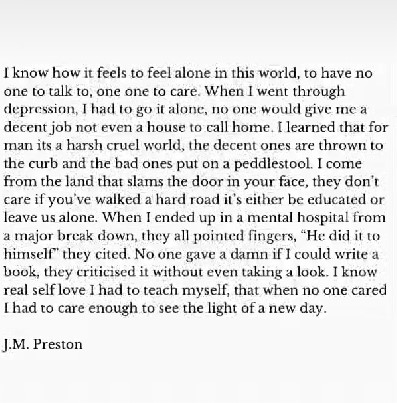 I know how it feels to feel alone in this world, to have no
one to talk to, one one to care. When I went through
depression, I had to go it alone, no one would give me a
decent job not even a house to call home. I learned that for
man its a harsh cruel world, the decent ones are thrown to
the curb and the bad ones put on a peddlestool. I come
from the land that slams the door in your face, they don't
care if you've walked a hard road it's either be educated or
leave us alone. When I ended up in a mental hospital from
a major break down, they all pointed fingers, “He did it to
himself” they cited. No one gave a damn if I could write a
book, they criticised it without even taking a look. I know
real self love I had to teach myself, that when no one cared
I had to care enough to see the light of a new day.
J.M. Preston